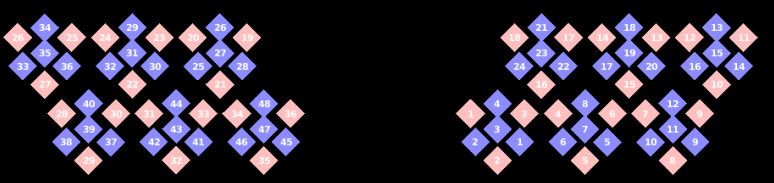 34 29 26 21 18 13
26 25 24 23 20 19 18 17 14 13 12 11
35 31 27 23 19 15
33 36 32 30 25 28 24 22 17 20 16 14
27 22 21 16 15 10
40 44 48 4 8 12
28 30 31 33 34 36 1 3 4 6 7 9
39 43 47 3 7 11
38 37 42 41 46 45 2 1 6 5 10 9
29 32 35 2 5 8